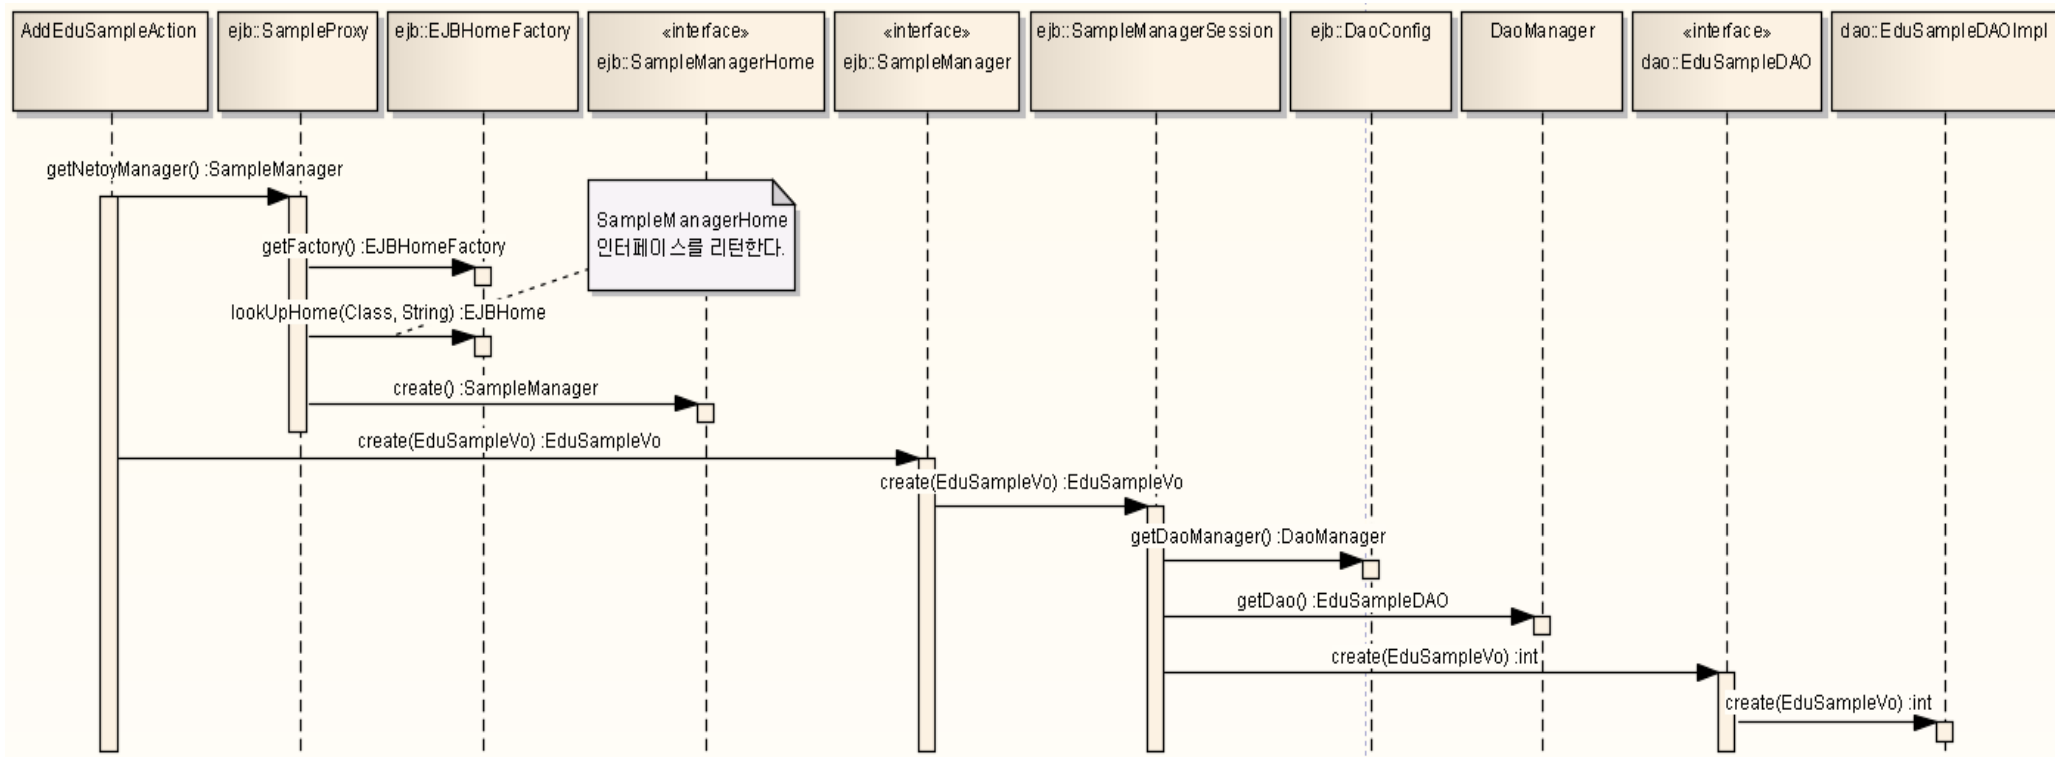 AddEduSampleAction
ejb::SampleProxy
ejb::EJBHomeFactory
«interface»
ejb::SampleManagerHome
«interface»
ejb::SampleManager
ejb::SampleManagerSession
ejb::DaoConfig
DaoManager
«interface»
dao::EduSampleDAO
dao::EduSampleDAOImpl
getNetoyManager() :SampleManager
SampleManagerHome
인터페이스를 리턴한다.
getFactory() :EJBHomeFactory
lookUpHome(Class, String) :EJBHome
create() :SampleManager
create(EduSampleVo) :EduSampleVo
create(EduSampleVo) :EduSampleVo
getDaoManager() :DaoManager
getDao() :EduSampleDAO
create(EduSampleVo) :int
create(EduSampleVo) :int